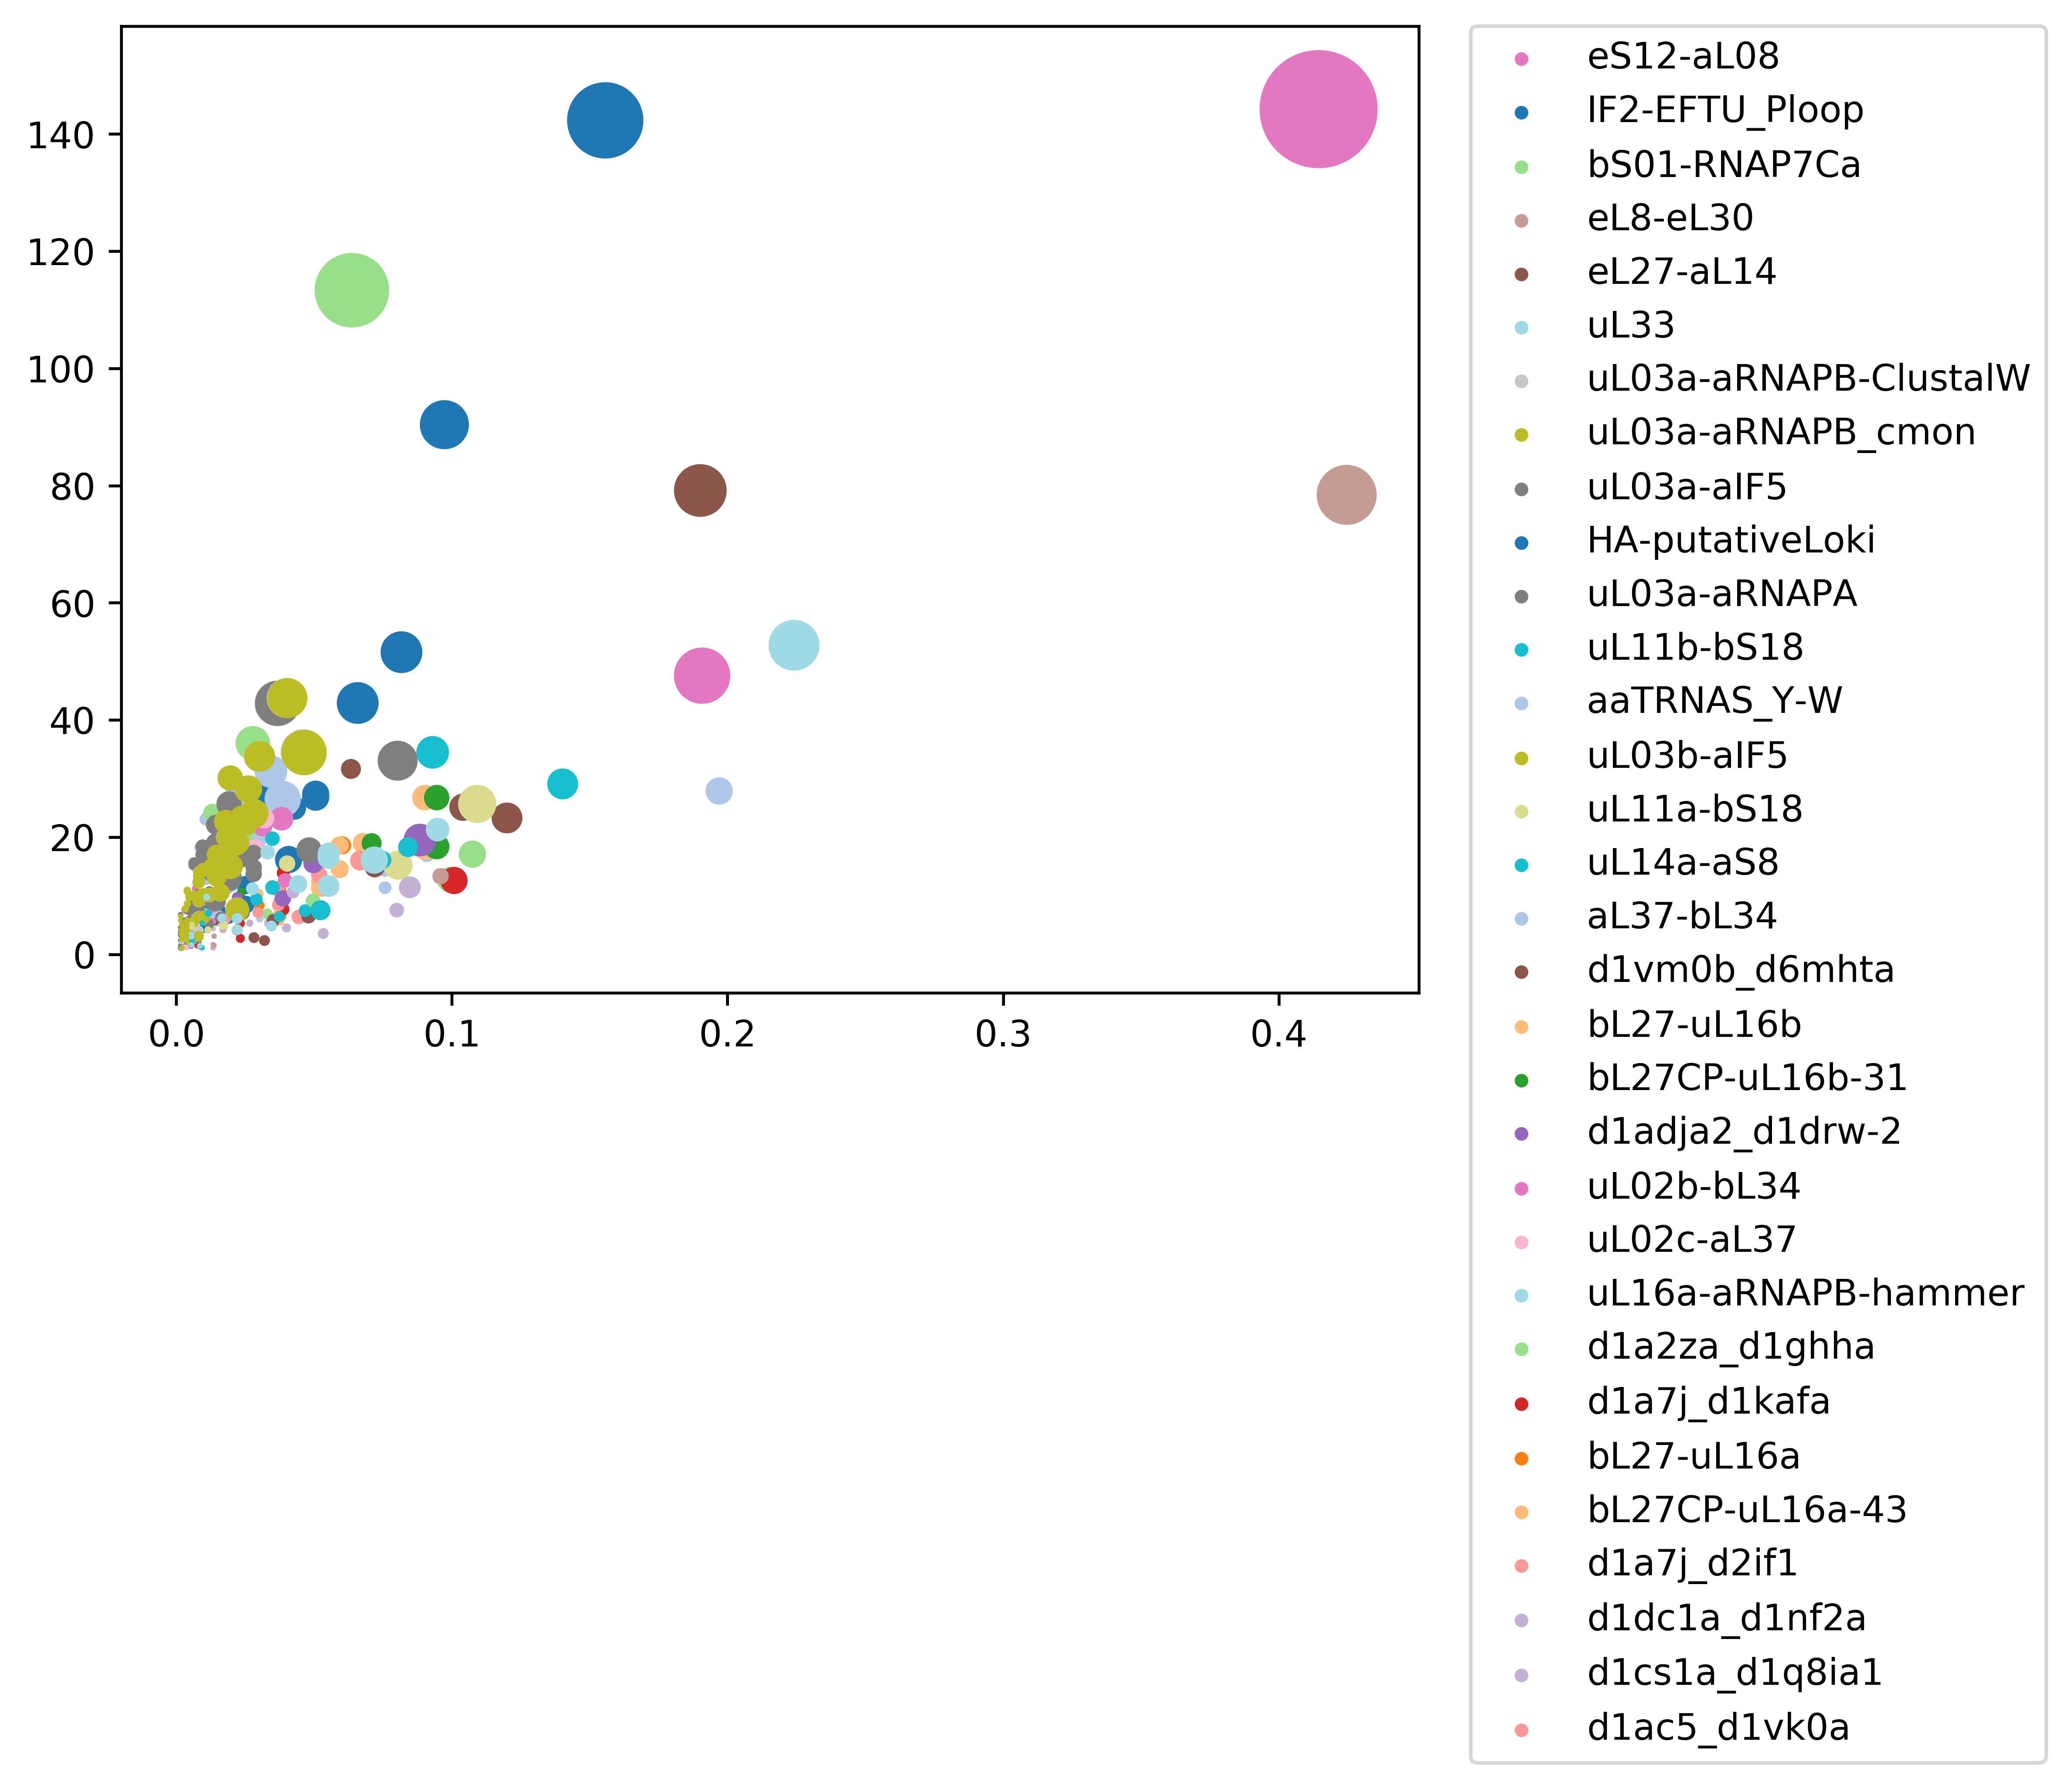 140
120
100
80
60
40
20
0
0.0 0.1 0.2 0.3 0.4
eS12-aL08
IF2-EFTU_Ploop
bS01-RNAP7Ca
eL8-eL30
eL27-aL14
uL33
uL03a-aRNAPB-ClustalW
uL03a-aRNAPB_cmon
uL03a-aIF5
HA-putativeLoki
uL03a-aRNAPA
uL11b-bS18
aaTRNAS_Y-W
uL03b-aIF5
uL11a-bS18
uL14a-aS8
aL37-bL34
d1vm0b_d6mhta
bL27-uL16b
bL27CP-uL16b-31
d1adja2_d1drw-2
uL02b-bL34
uL02c-aL37
uL16a-aRNAPB-hammer
d1a2za_d1ghha
d1a7j_d1kafa
bL27-uL16a
bL27CP-uL16a-43
d1a7j_d2if1
d1dc1a_d1nf2a
d1cs1a_d1q8ia1
d1ac5_d1vk0a